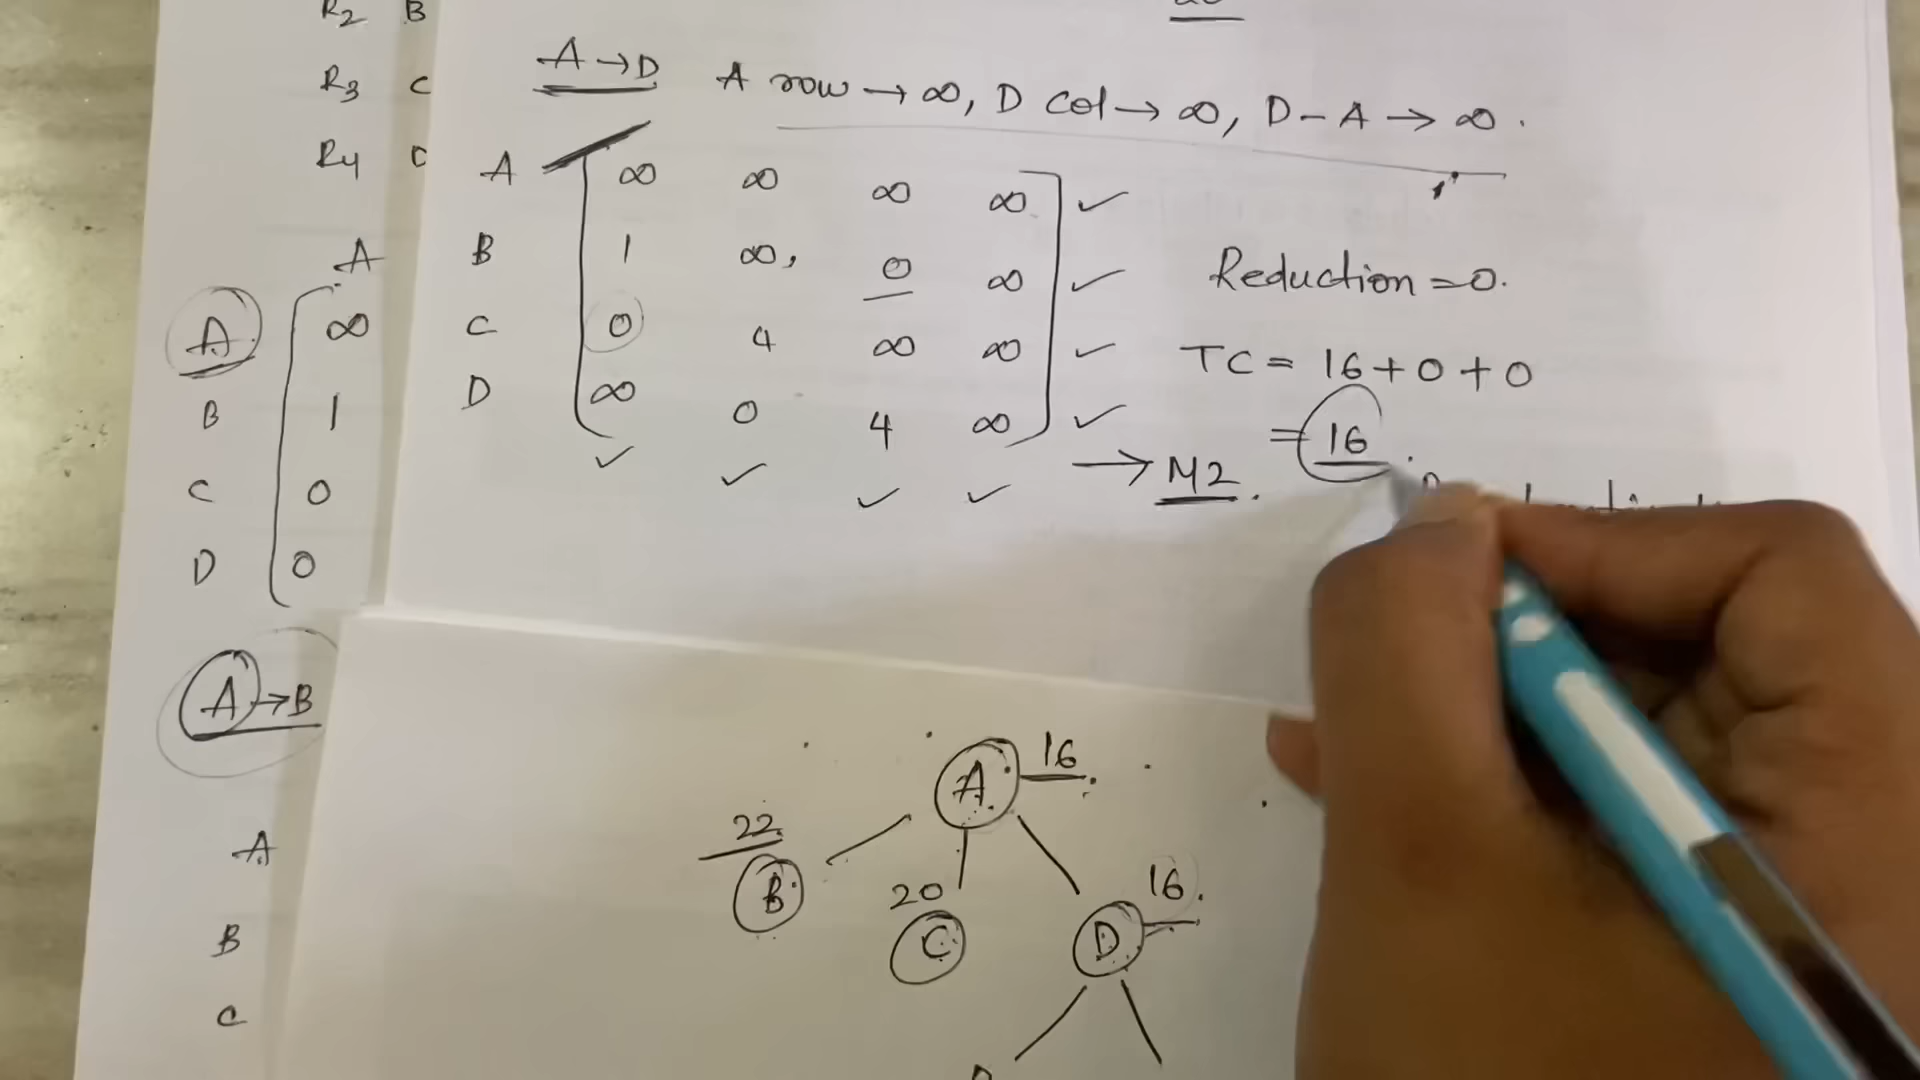 R2 B
R3 C
R4
A→D A row → ∞, D col → ∞, D-A → ∞.
A ∞ ∞ ∞ ∞ ✓
B 1 ∞, 0 ∞ ✓
C 0 4 ∞ ∞ ✓
D ∞ 0 4 ∞ ✓
✓ ✓ ✓ ✓
Reduction = 0.
TC = 16 + 0 + 0
= 16
→ M2.
A
A ∞
B 1
C 0
D 0
A→B
A
B
C
A 16
22 B
20 C
16. D